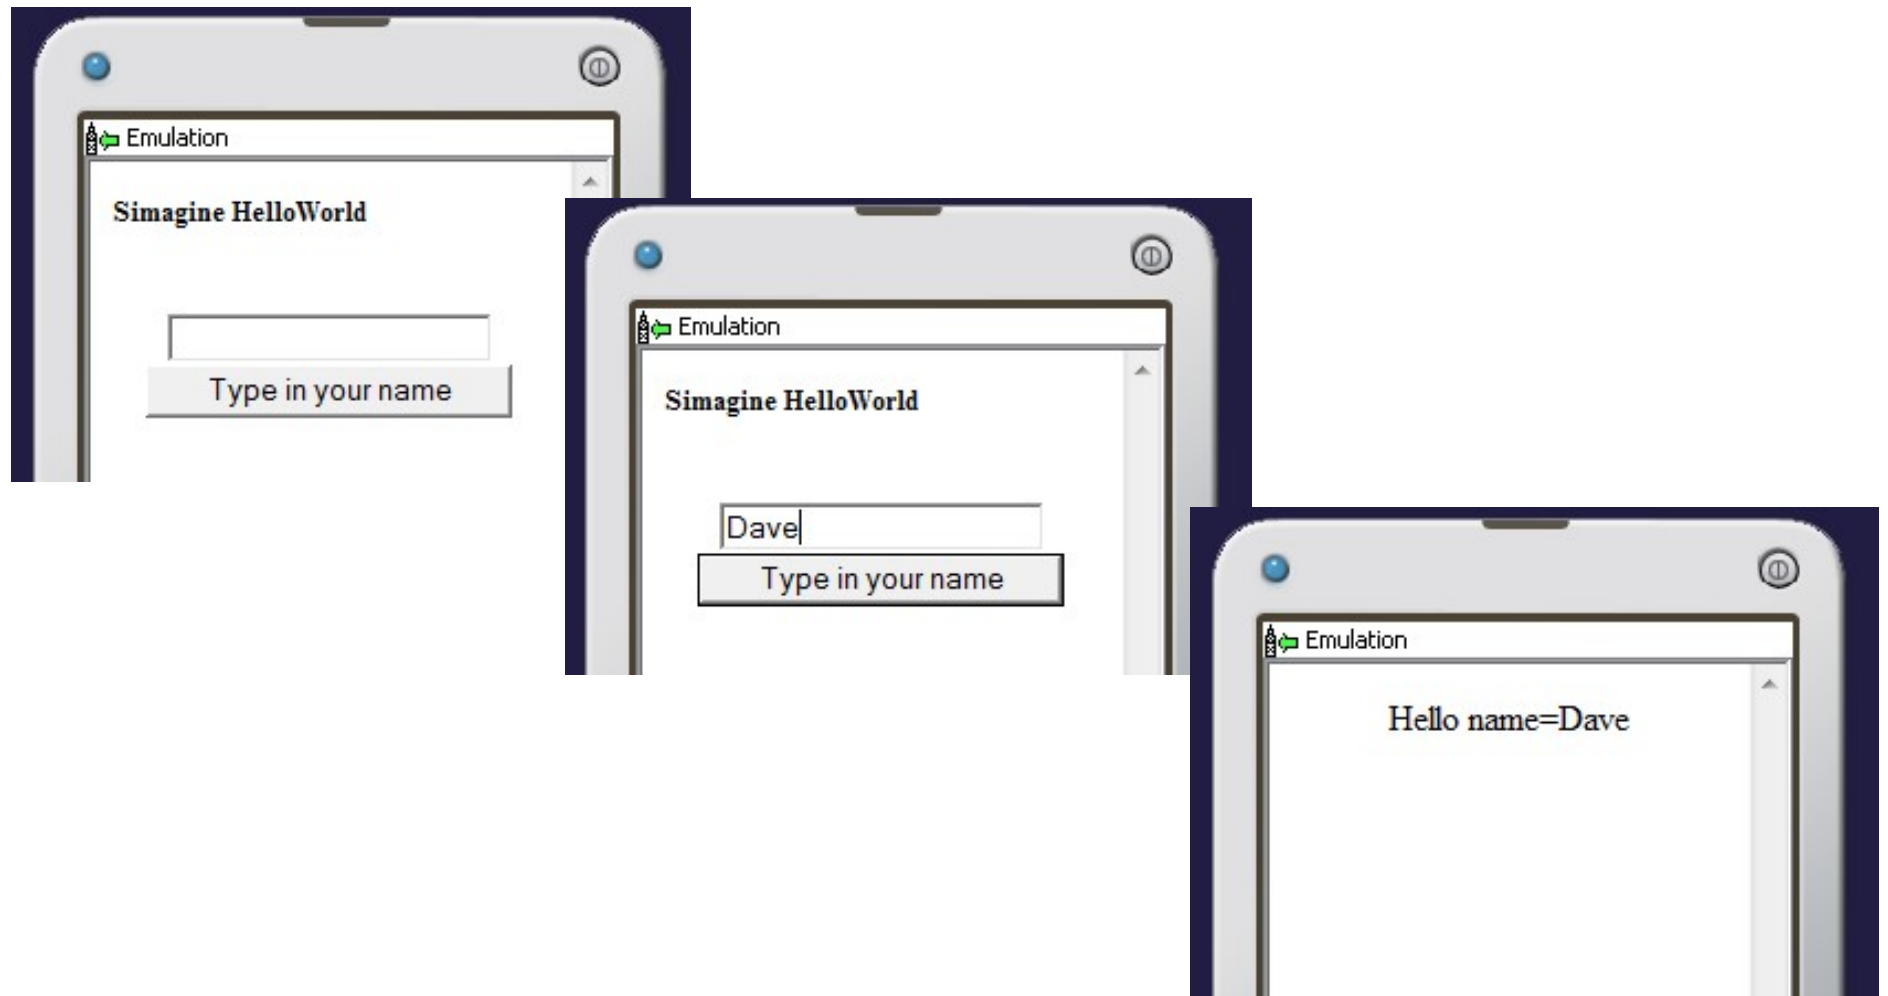 Emulation
Simagine HelloWorld
Type in your name
Emulation
Simagine HelloWorld
Dave
Type in your name
Emulation
Hello name=Dave